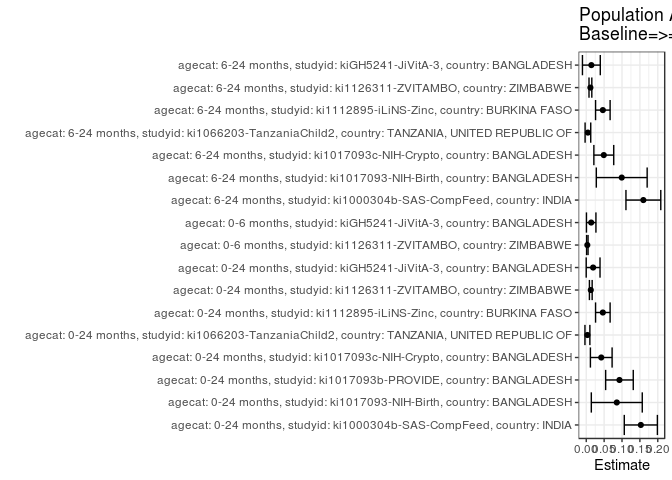 Population
Baseline=>=
agecat: 6-24 months, studyid: kiGH5241-JiVitA-3, country: BANGLADESH
agecat: 6-24 months, studyid: ki1126311-ZVITAMBO, country: ZIMBABWE
agecat: 6-24 months, studyid: ki1112895-iLiNS-Zinc, country: BURKINA FASO
agecat: 6-24 months, studyid: ki1066203-TanzaniaChild2, country: TANZANIA, UNITED REPUBLIC OF
agecat: 6-24 months, studyid: ki1017093c-NIH-Crypto, country: BANGLADESH
agecat: 6-24 months, studyid: ki1017093-NIH-Birth, country: BANGLADESH
agecat: 6-24 months, studyid: ki1000304b-SAS-CompFeed, country: INDIA
agecat: 0-6 months, studyid: kiGH5241-JiVitA-3, country: BANGLADESH
agecat: 0-6 months, studyid: ki1126311-ZVITAMBO, country: ZIMBABWE
agecat: 0-24 months, studyid: kiGH5241-JiVitA-3, country: BANGLADESH
agecat: 0-24 months, studyid: ki1126311-ZVITAMBO, country: ZIMBABWE
agecat: 0-24 months, studyid: ki1112895-iLiNS-Zinc, country: BURKINA FASO
agecat: 0-24 months, studyid: ki1066203-TanzaniaChild2, country: TANZANIA, UNITED REPUBLIC OF
agecat: 0-24 months, studyid: ki1017093c-NIH-Crypto, country: BANGLADESH
agecat: 0-24 months, studyid: ki1017093b-PROVIDE, country: BANGLADESH
agecat: 0-24 months, studyid: ki1017093-NIH-Birth, country: BANGLADESH
agecat: 0-24 months, studyid: ki1000304b-SAS-CompFeed, country: INDIA
0.00 0.05 0.10 0.15 0.20
Estimate